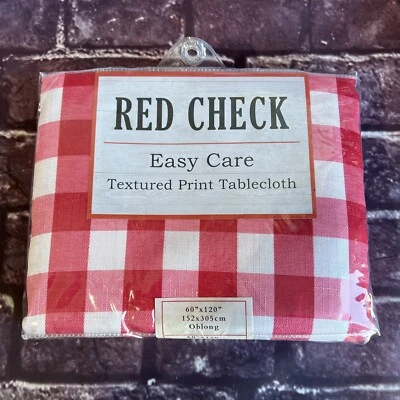 RED CHECK
Easy Care
Textured Print Tablecloth
60"x120"
152x305cm
Oblong